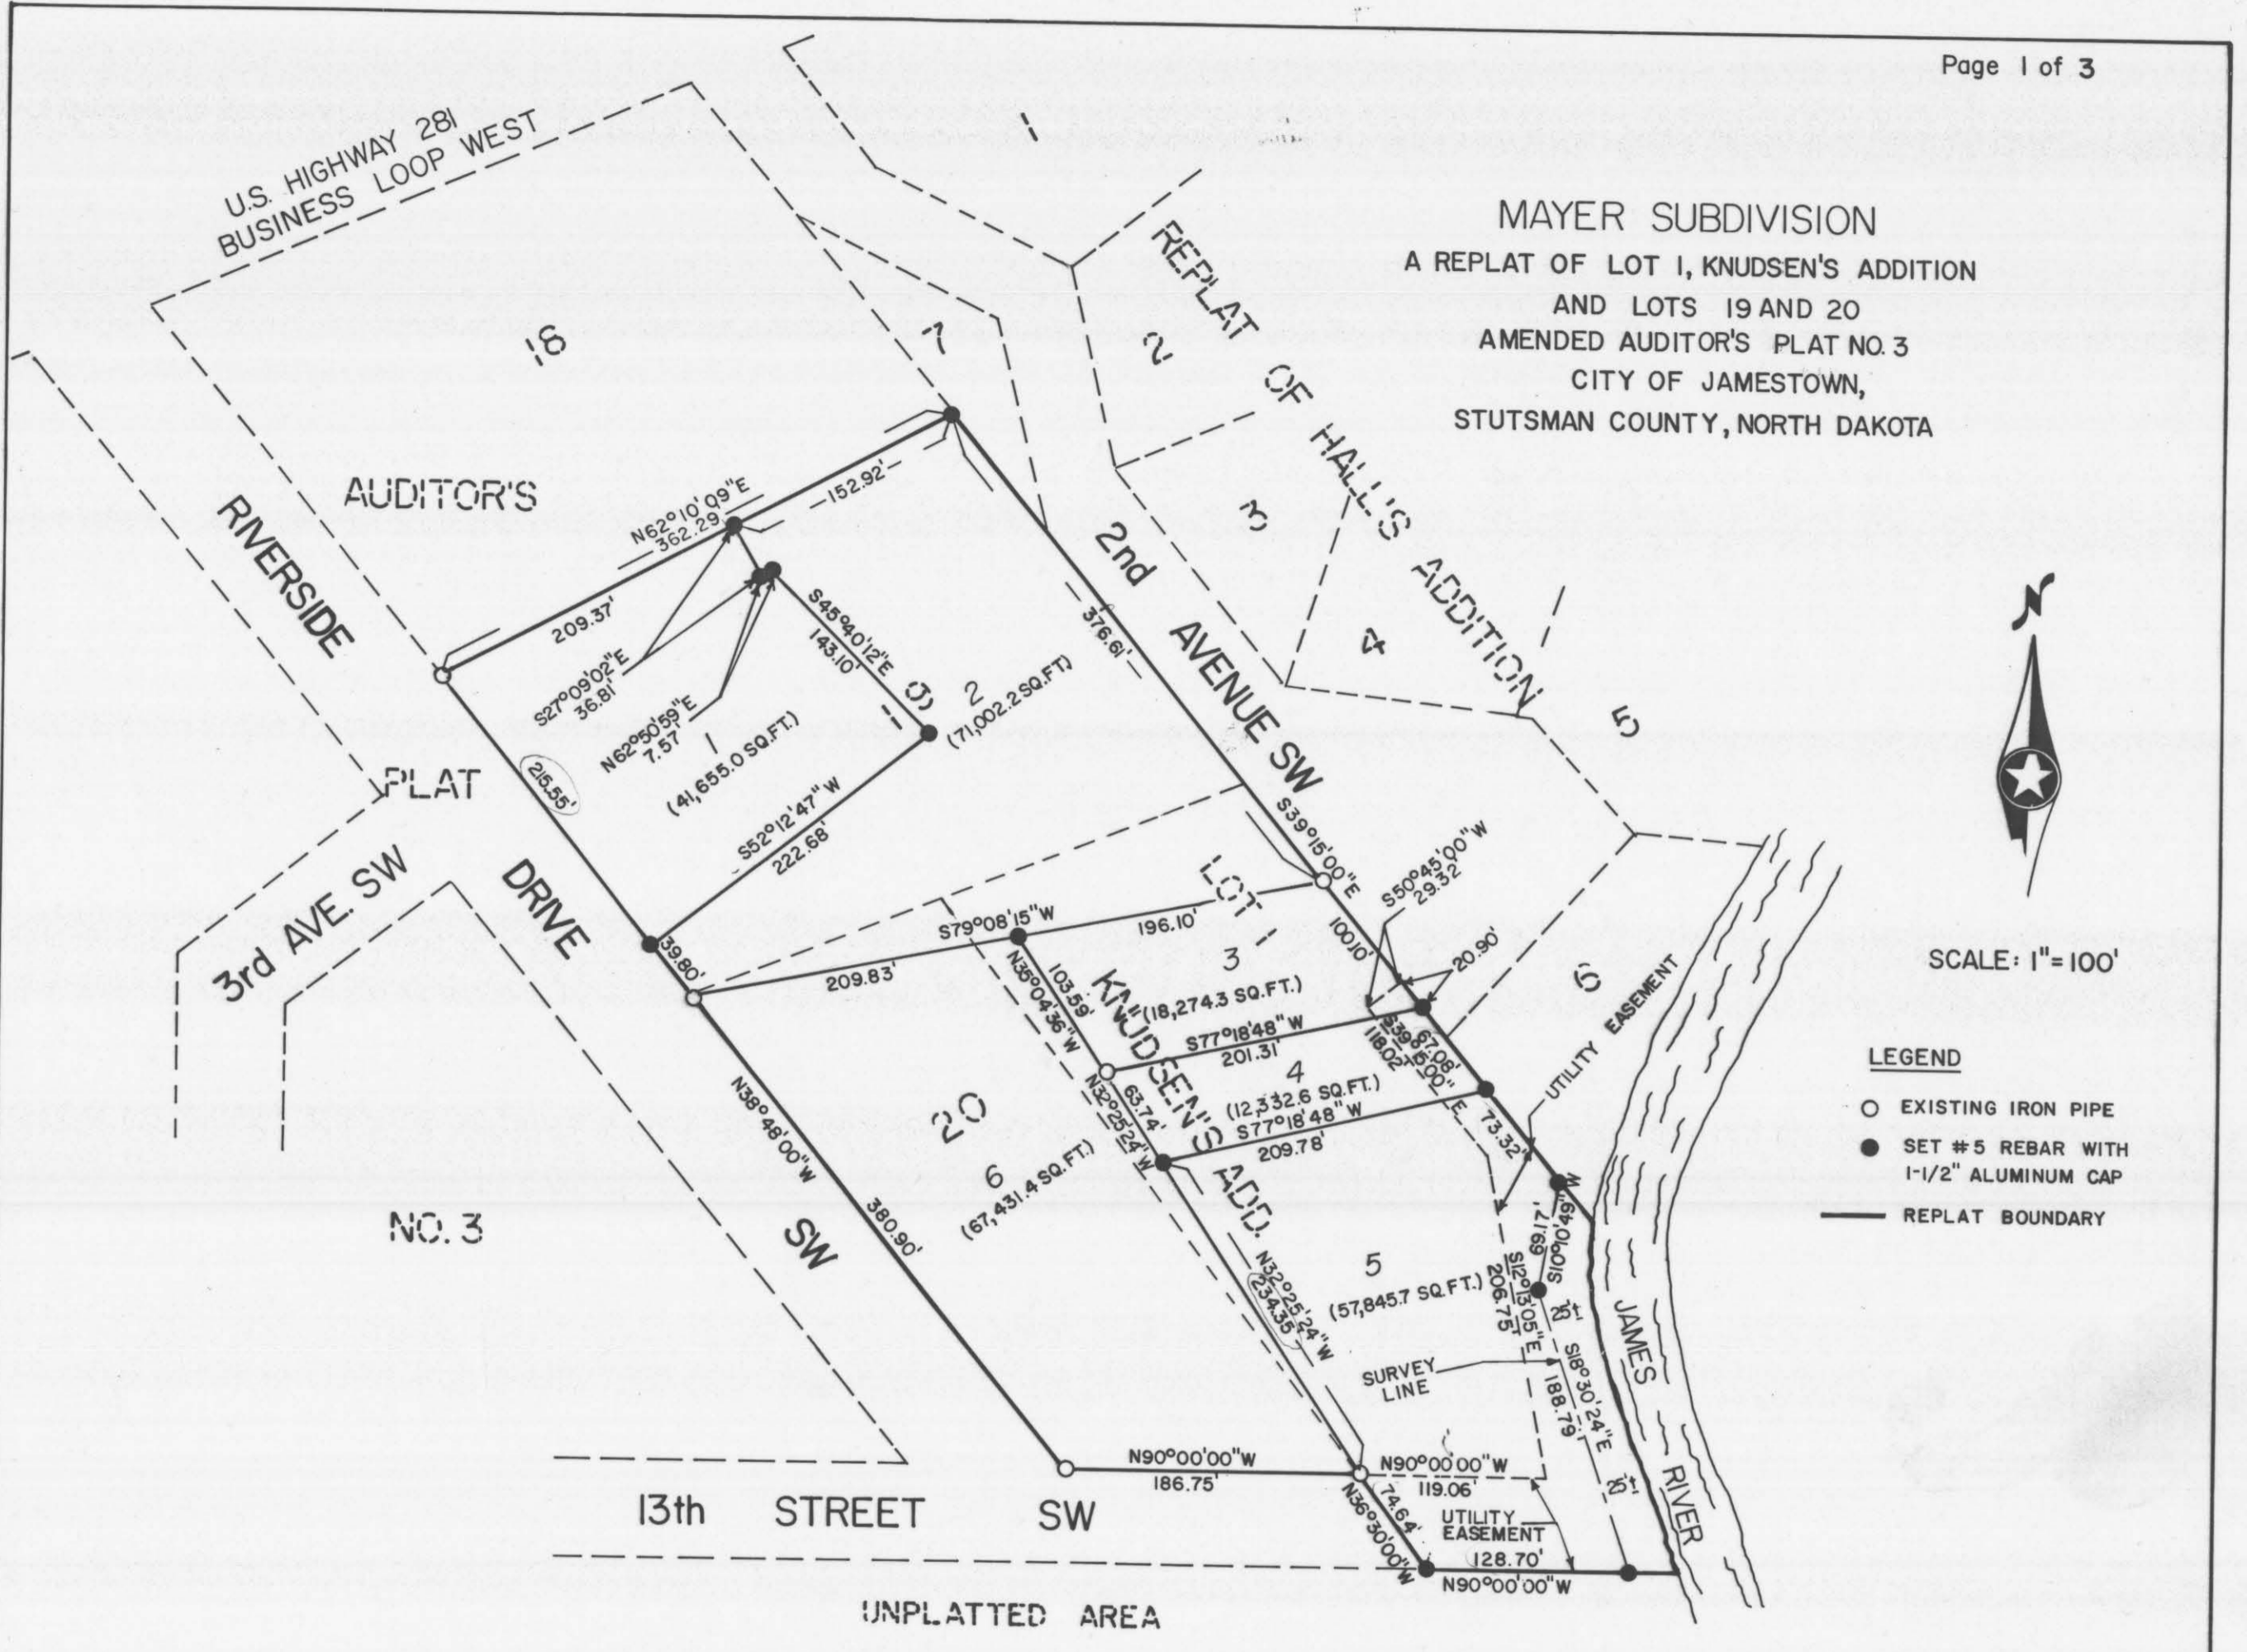 Page 1 of 3
MAYER SUBDIVISION
A REPLAT OF LOT 1, KNUDSEN'S ADDITION
AND LOTS 19 AND 20
AMENDED AUDITOR'S PLAT NO. 3
CITY OF JAMESTOWN,
STUTSMAN COUNTY, NORTH DAKOTA
U.S. HIGHWAY 281
BUSINESS LOOP WEST
18
1
7
2
REPLAT OF HALL'S ADDITION
3
4
5
6
AUDITOR'S
PLAT
NO. 3
RIVERSIDE
DRIVE
SW
3rd AVE. SW
2nd AVENUE SW
N62°10'09"E
362.29'
152.92'
209.37'
S27°09'02"E
36.81'
N62°50'59"E
7.57'
S45°40'12"E
143.10'
19
1
(41,655.0 SQ.FT.)
2
(71,002.2 SQ.FT)
376.61'
215.55'
S52°12'47"W
222.68'
39.80'
S39°15'00"E
S50°45'00"W
29.32'
100.10'
20.90'
S79°08'15"W
196.10'
209.83'
LOT 1
KNUDSEN'S ADD.
3
(18,274.3 SQ.FT.)
N35°04'36"W
103.59'
S77°18'48"W
201.31'
4
(12,332.6 SQ.FT.)
S77°18'48"W
209.78'
S39°15'00"E
118.02'
67.08'
73.32'
UTILITY EASEMENT
N32°25'24"W
63.74'
20
6
(67,431.4 SQ.FT.)
N38°48'00"W
380.90'
N32°25'24"W
234.35'
5
(57,845.7 SQ.FT.)
S10°10'49"W
69.17'
S12°13'05"E
206.75'
25'±
S18°30'24"E
188.79'
25'±
SURVEY
LINE
JAMES RIVER
N90°00'00"W
186.75'
N90°00'00"W
119.06'
N36°30'00"W
74.64'
UTILITY
EASEMENT
128.70'
N90°00'00"W
13th STREET SW
UNPLATTED AREA
N
SCALE: 1"=100'
LEGEND
EXISTING IRON PIPE
SET #5 REBAR WITH
1-1/2" ALUMINUM CAP
REPLAT BOUNDARY